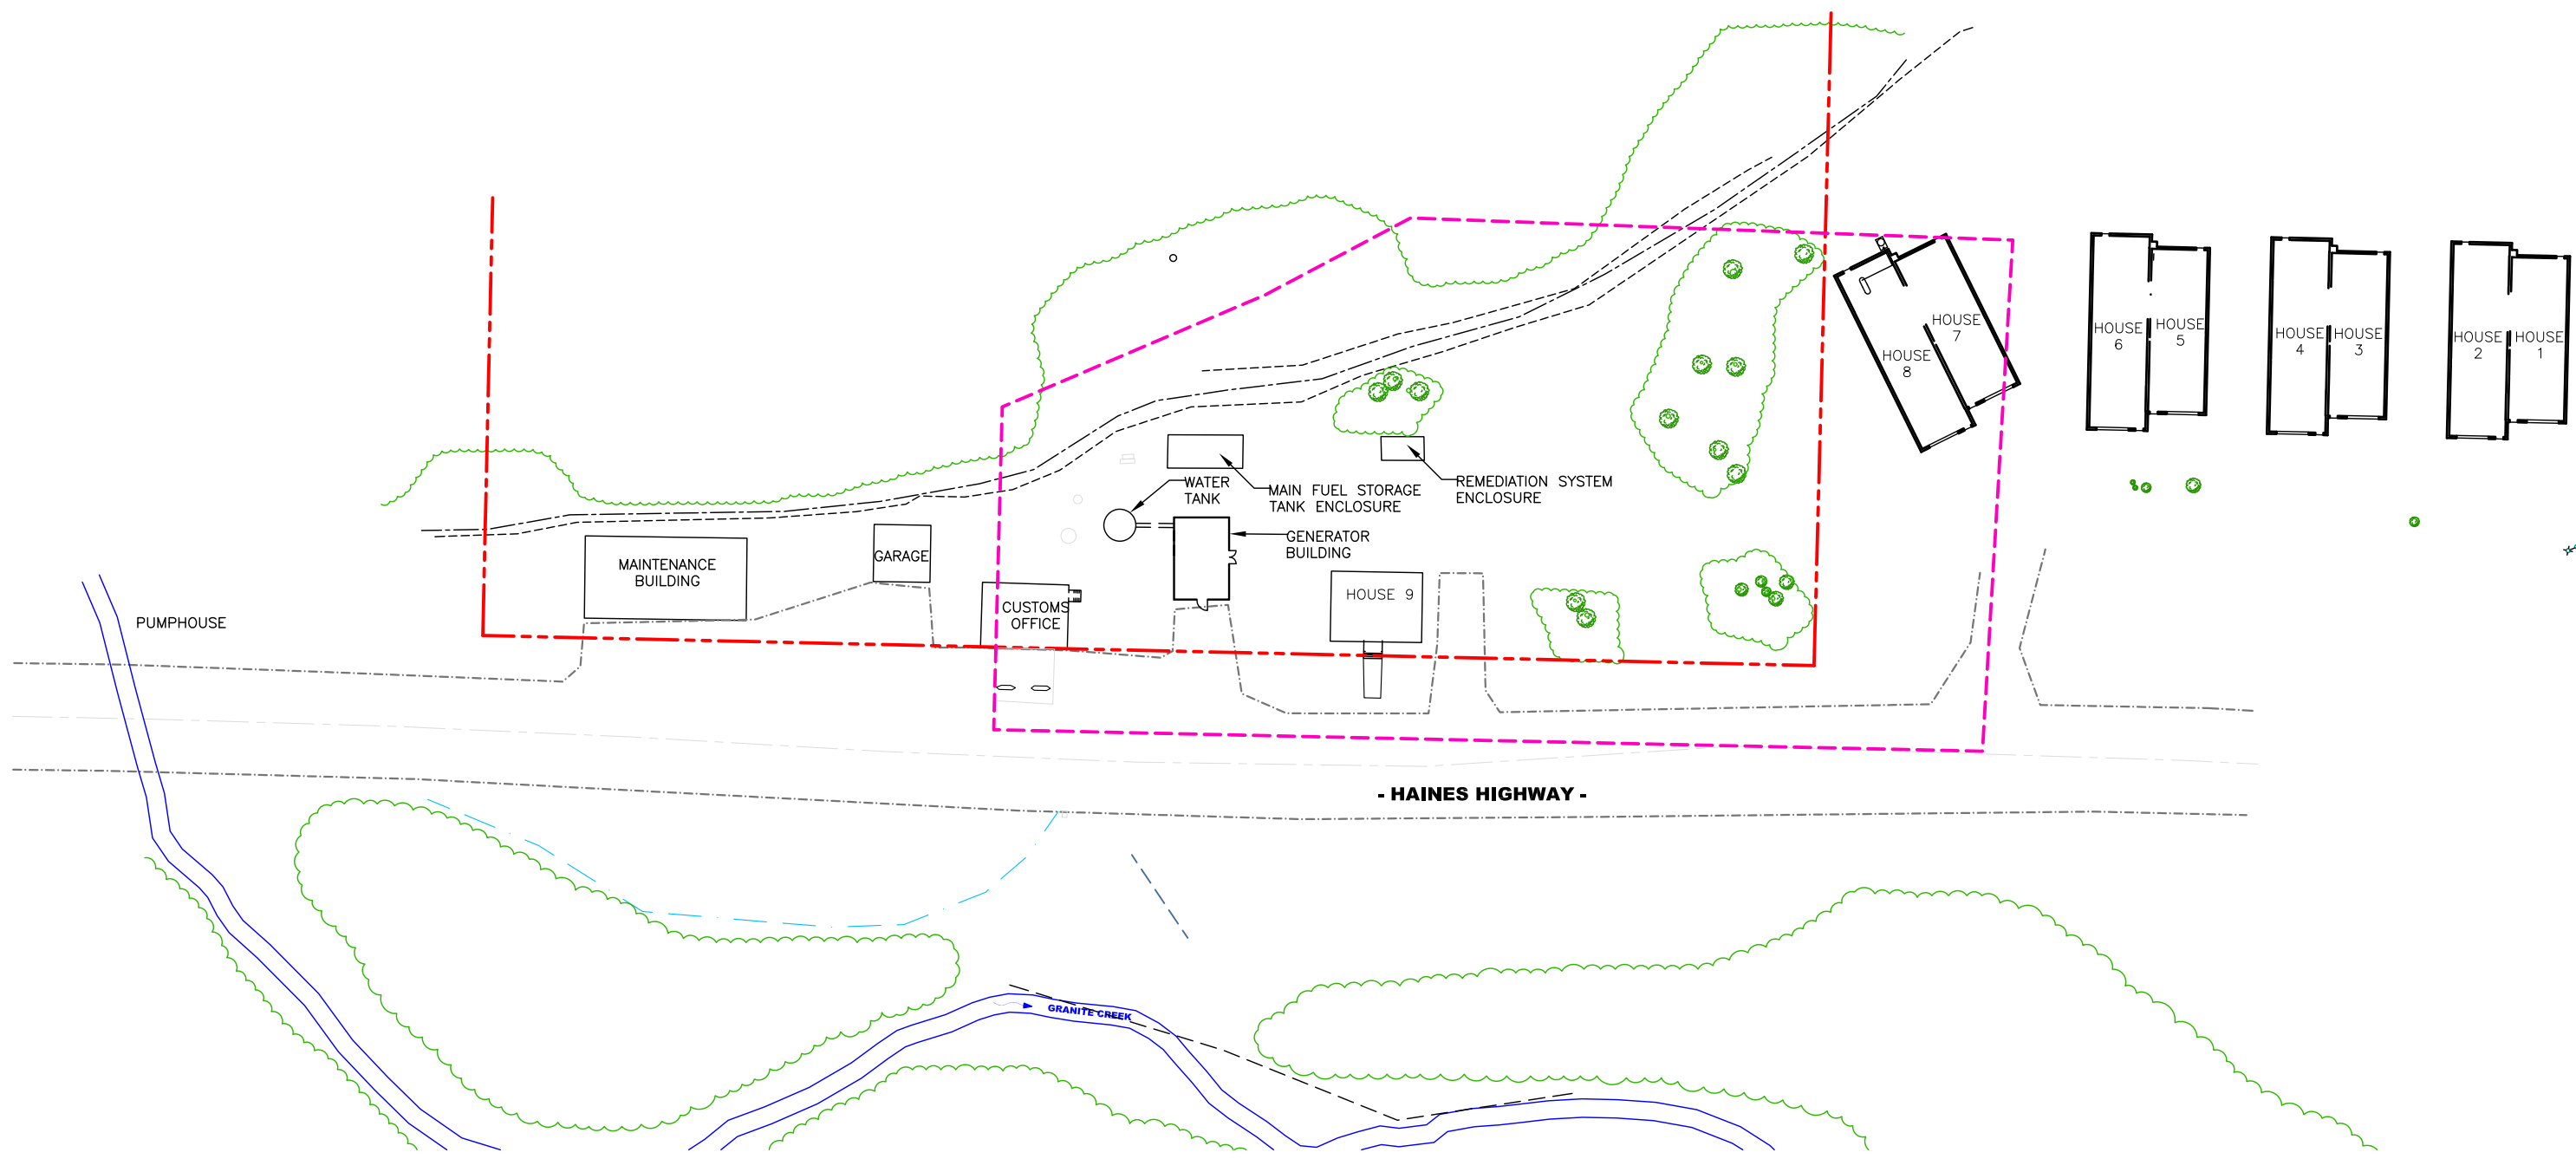 HOUSE
7
HOUSE
8
HOUSE
6
HOUSE
5
HOUSE
4
HOUSE
3
HOUSE
2
HOUSE
1
WATER
TANK
MAIN FUEL STORAGE
TANK ENCLOSURE
REMEDIATION SYSTEM
ENCLOSURE
GENERATOR
BUILDING
MAINTENANCE
BUILDING
GARAGE
CUSTOMS
OFFICE
HOUSE 9
PUMPHOUSE
- HAINES HIGHWAY -
GRANITE CREEK